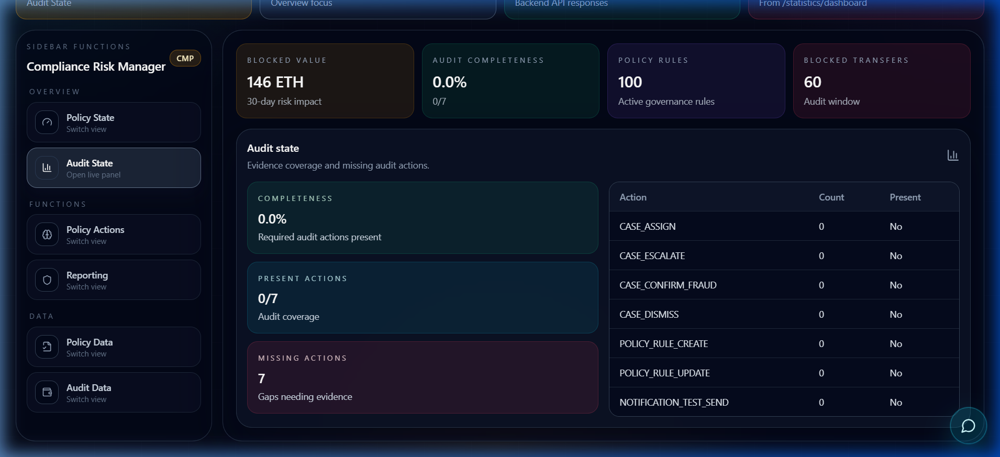 Audit State
Overview focus
Backend API responses
From /statistics/dashboard
SIDEBAR FUNCTIONS
Compliance Risk Manager
CMP
OVERVIEW
Policy State
Switch view
Audit State
Open live panel
FUNCTIONS
Policy Actions
Switch view
Reporting
Switch view
DATA
Policy Data
Switch view
Audit Data
Switch view
BLOCKED VALUE
146 ETH
30-day risk impact
AUDIT COMPLETENESS
0.0%
0/7
POLICY RULES
100
Active governance rules
BLOCKED TRANSFERS
60
Audit window
Audit state
Evidence coverage and missing audit actions.
COMPLETENESS
0.0%
Required audit actions present
PRESENT ACTIONS
0/7
Audit coverage
MISSING ACTIONS
7
Gaps needing evidence
Action Count Present
CASE_ASSIGN 0 No
CASE_ESCALATE 0 No
CASE_CONFIRM_FRAUD 0 No
CASE_DISMISS 0 No
POLICY_RULE_CREATE 0 No
POLICY_RULE_UPDATE 0 No
NOTIFICATION_TEST_SEND 0 No